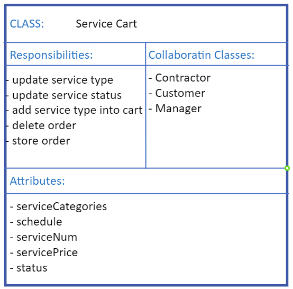 CLASS: Service Cart
Responsibilities:
- update service type
- update service status
- add service type into cart
- delete order
- store order
Collaboratin Classes:
- Contractor
- Customer
- Manager
Attributes:
- serviceCategories
- schedule
- serviceNum
- servicePrice
- status